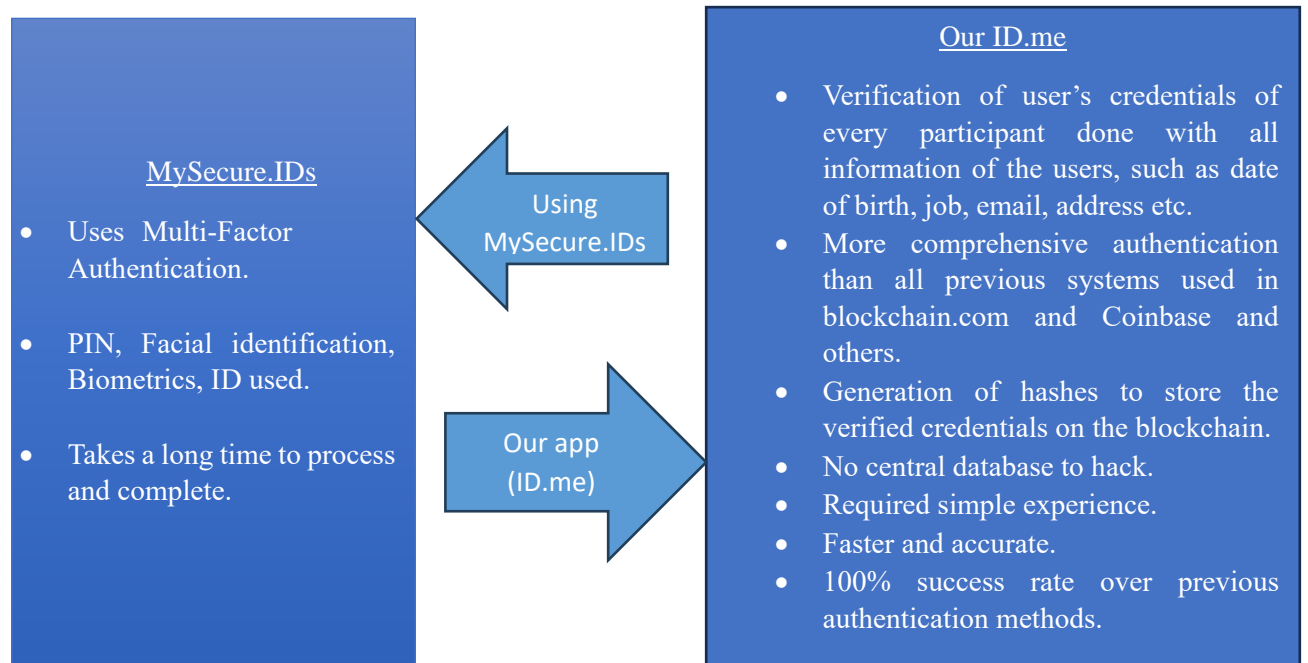 MySecure.IDs
• Uses Multi-Factor
Authentication.
• PIN, Facial identification,
Biometrics, ID used.
• Takes a long time to process
and complete.
Using
MySecure.IDs
Our app
(ID.me)
Our ID.me
• Verification of user’s credentials of
every participant done with all
information of the users, such as date
of birth, job, email, address etc.
• More comprehensive authentication
than all previous systems used in
blockchain.com and Coinbase and
others.
• Generation of hashes to store the
verified credentials on the blockchain.
• No central database to hack.
• Required simple experience.
• Faster and accurate.
• 100% success rate over previous
authentication methods.